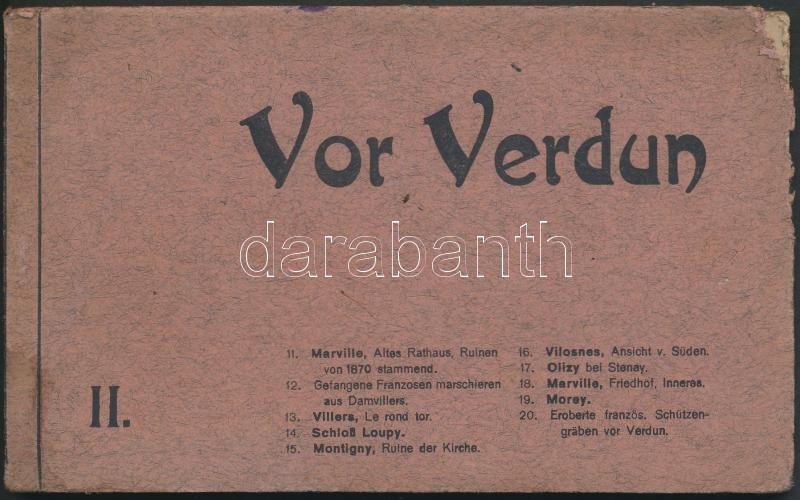 Vor Verdun
darabanth
II.
11. Marville, Altes Rathaus, Ruinen
von 1870 stammend.
12. Gefangene Franzosen marschieren
aus Damvillers.
13. Villers, Le rond tor.
14. Schloß Loupy.
15. Montigny, Ruine der Kirche.
16. Vilosnes, Ansicht v. Süden.
17. Olizy bei Stenay.
18. Marville, Friedhof, Inneres.
19. Morey.
20. Eroberte französ. Schützen-
gräben vor Verdun.